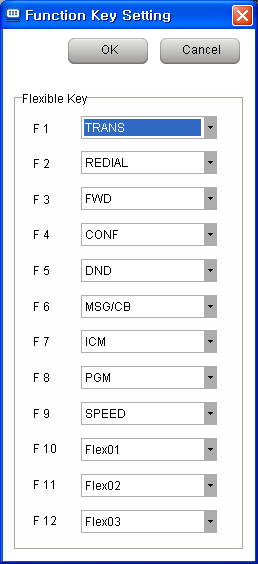 Function Key Setting
OK Cancel
Flexible Key
F 1 TRANS
F 2 REDIAL
F 3 FWD
F 4 CONF
F 5 DND
F 6 MSG/CB
F 7 ICM
F 8 PGM
F 9 SPEED
F 10 Flex01
F 11 Flex02
F 12 Flex03